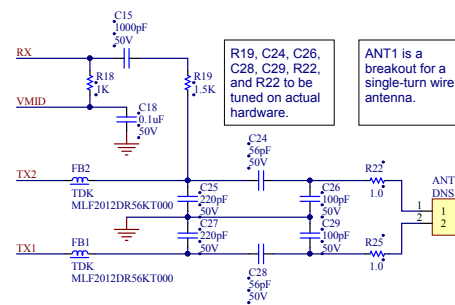 C15
1000pF
50V
RX
R18
1K
R19
1.5K
VMID
C18
0.1uF
50V
R19, C24, C26,
C28, C29, R22,
and R22 to be
tuned on actual
hardware.
ANT1 is a
breakout for a
single-turn wire
antenna.
C24
56pF
50V
TX2
FB2
TDK
MLF2012DR56KT000
R22
1.0
C25
220pF
50V
C26
100pF
50V
ANT
DNS
1
1
2
2
C27
220pF
50V
C29
100pF
50V
TX1
FB1
TDK
MLF2012DR56KT000
R25
1.0
C28
56pF
50V